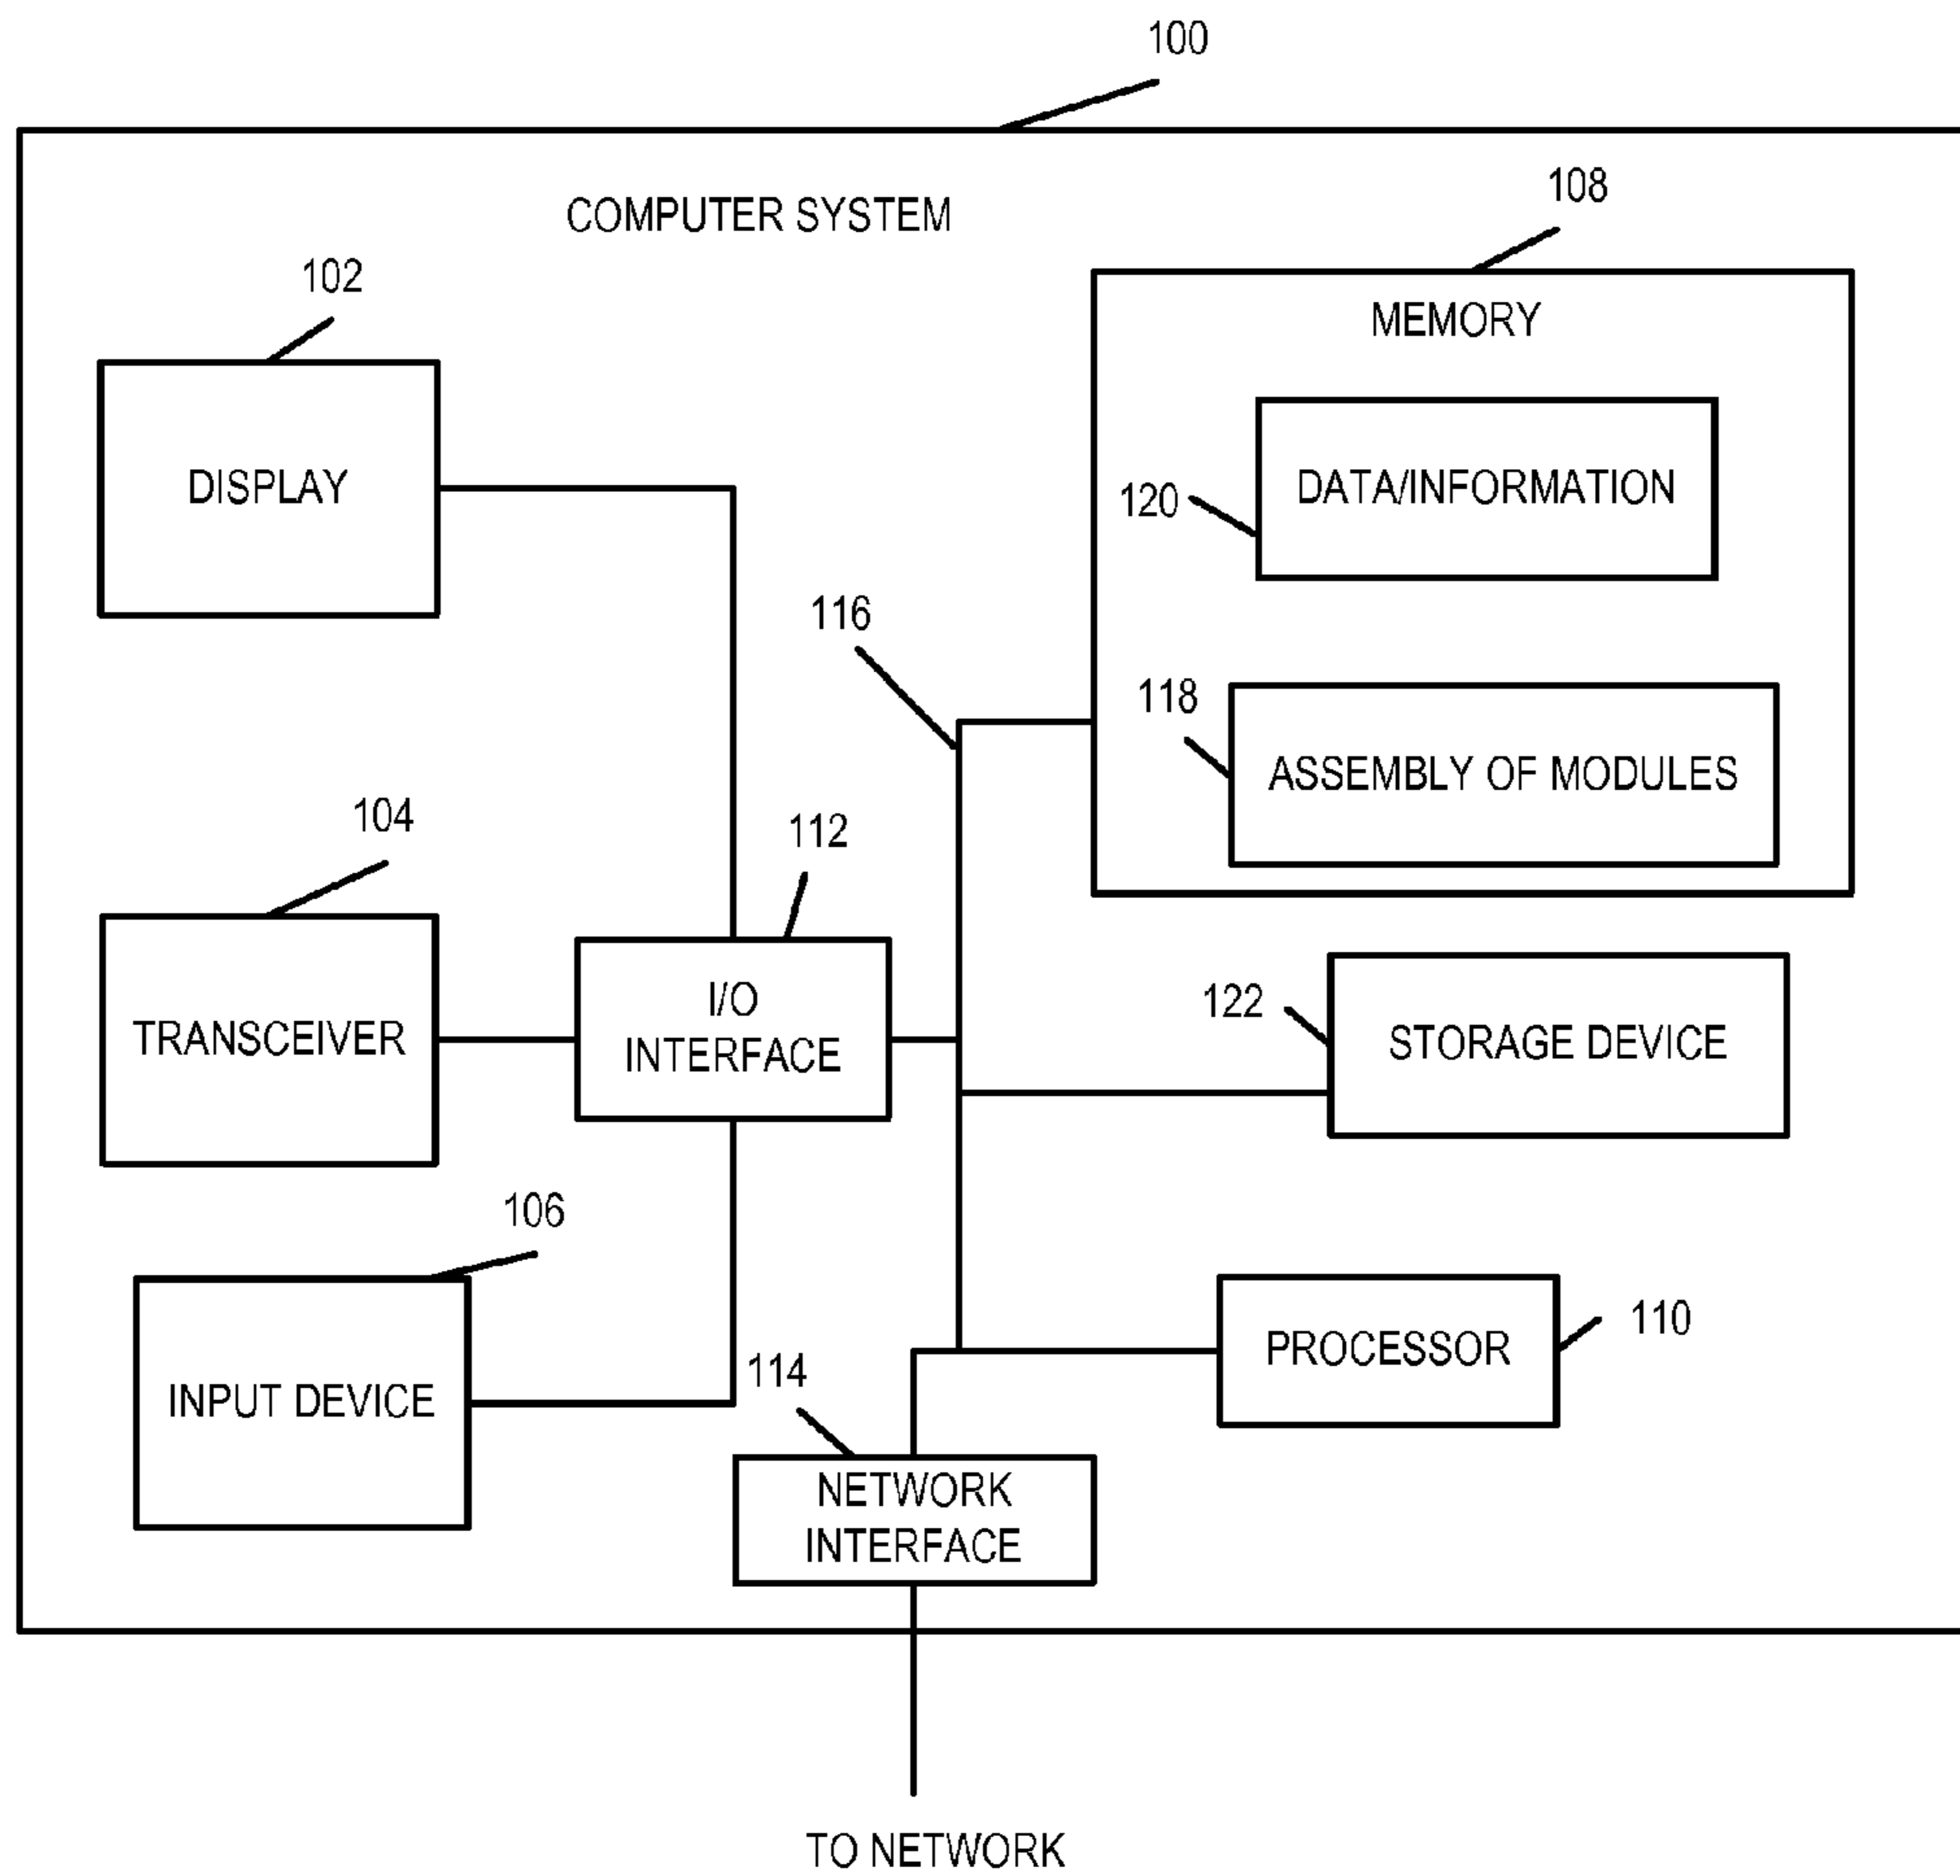 100
COMPUTER SYSTEM
108
102
MEMORY
DISPLAY
120
DATA/INFORMATION
116
118
ASSEMBLY OF MODULES
104
112
I/O
INTERFACE
TRANSCEIVER
122
STORAGE DEVICE
106
INPUT DEVICE
114
PROCESSOR
110
NETWORK
INTERFACE
TO NETWORK